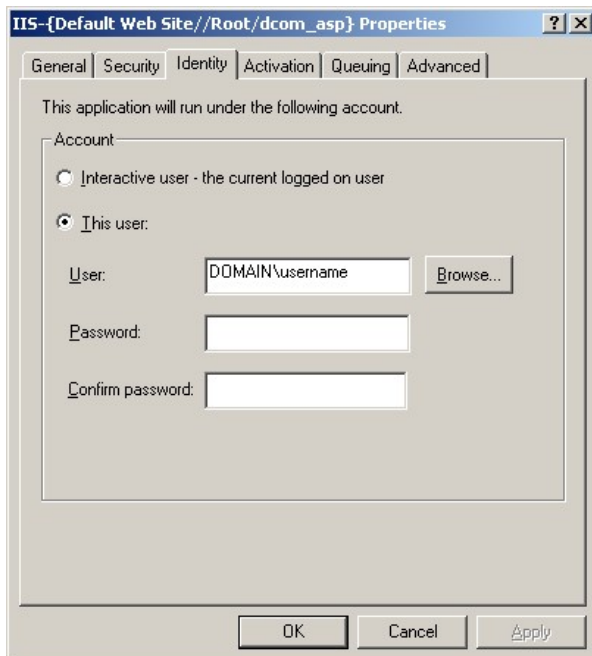 IIS-{Default Web Site//Root/dcom_asp} Properties
General Security Identity Activation Queuing Advanced
This application will run under the following account.
Account
Interactive user - the current logged on user
This user:
User: DOMAIN\username Browse...
Password:
Confirm password:
OK Cancel Apply